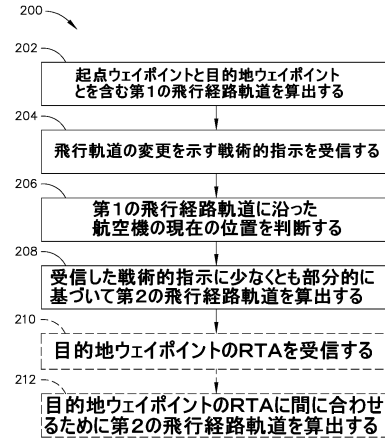 200
202
起点ウェイポイントと目的地ウェイポイント
とを含む第1の飛行経路軌道を算出する
204
飛行軌道の変更を示す戦術的指示を受信する
206
第1の飛行経路軌道に沿った
航空機の現在の位置を判断する
208
受信した戦術的指示に少なくとも部分的に
基づいて第2の飛行経路軌道を算出する
210
目的地ウェイポイントのRTAを受信する
212
目的地ウェイポイントのRTAに間に合わせ
るために第2の飛行経路軌道を算出する